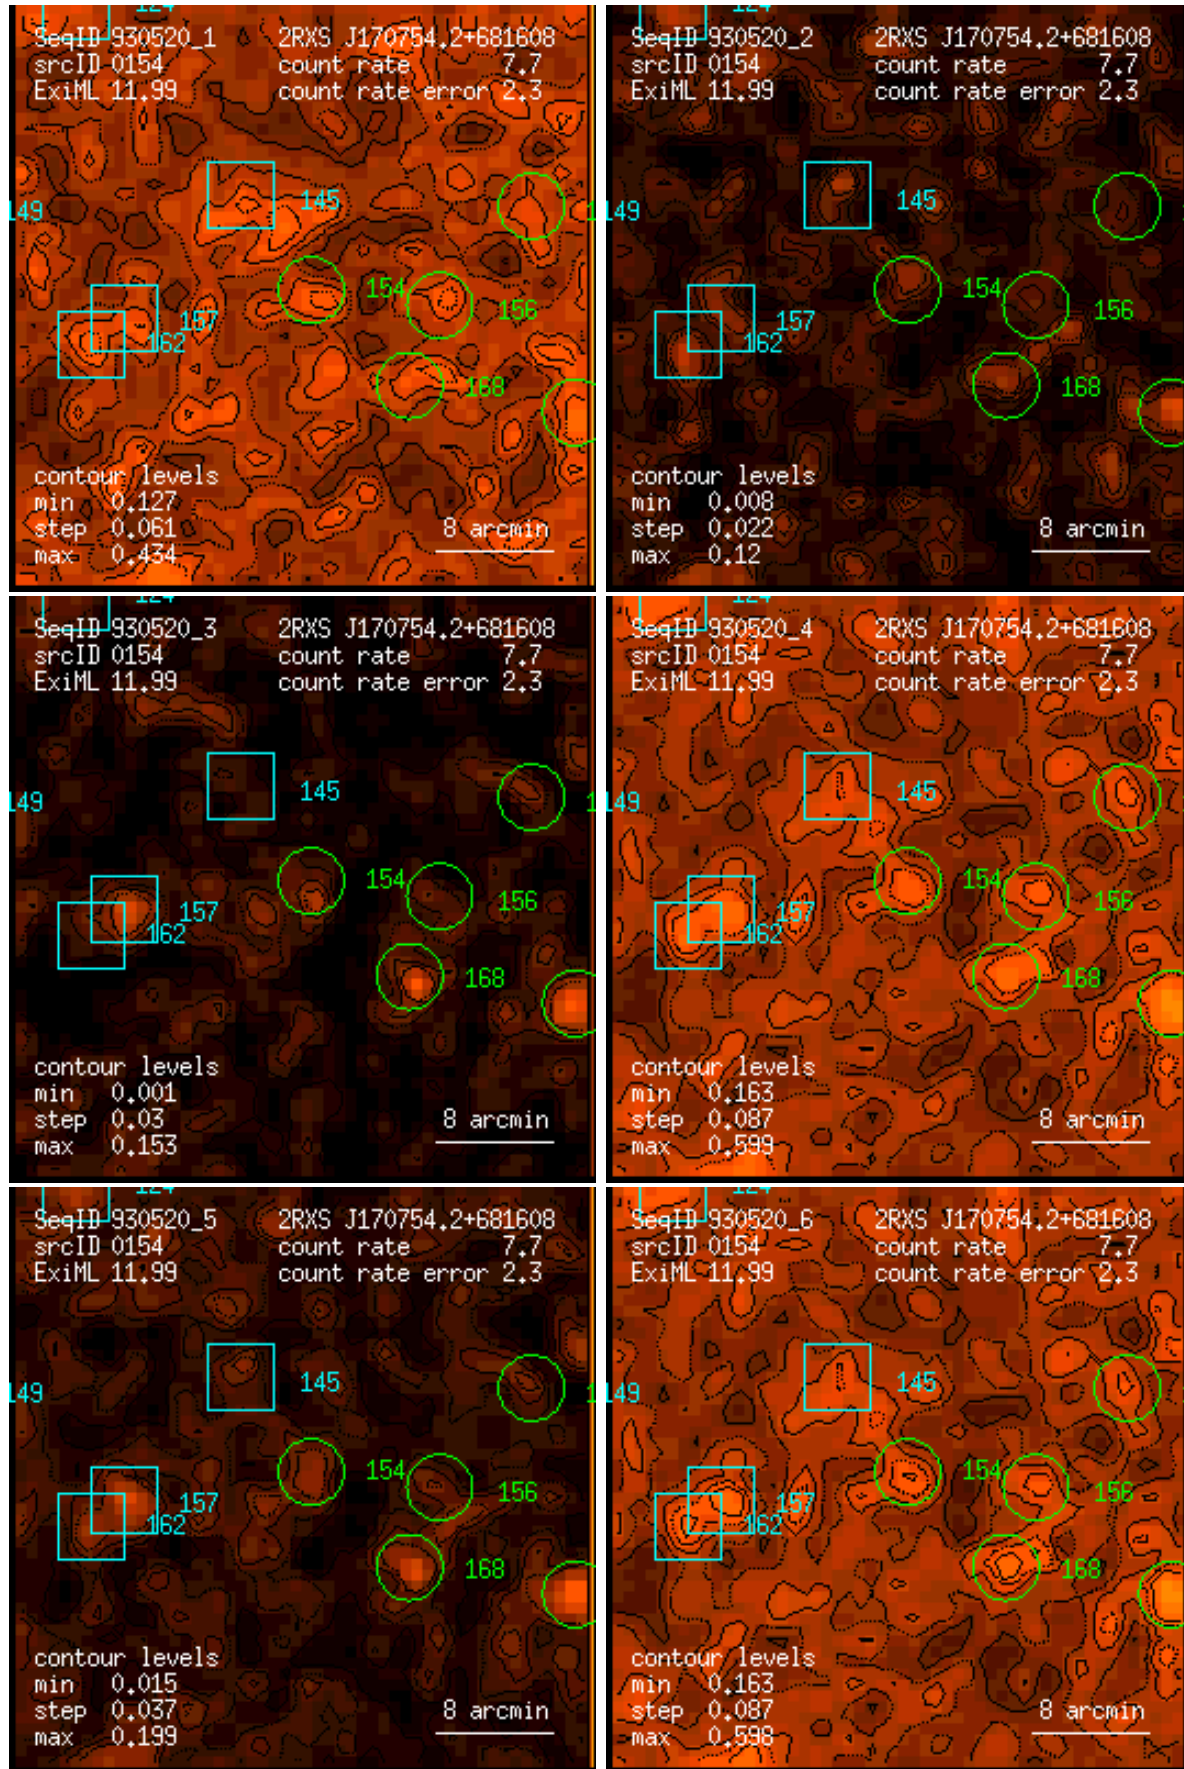 124
SeqID 930520_1 2RXS J170754.2+681608
srcID 0154 count rate 7.7
ExiML 11.99 count rate error 2.3
145
149
154
156
157
162
168
contour levels
min 0.127
step 0.061 8 arcmin
max 0.434
124
SeqID 930520_2 2RXS J170754.2+681608
srcID 0154 count rate 7.7
ExiML 11.99 count rate error 2.3
145
149
154
156
157
162
168
contour levels
min 0.008
step 0.022 8 arcmin
max 0.12
124
SeqID 930520_3 2RXS J170754.2+681608
srcID 0154 count rate 7.7
ExiML 11.99 count rate error 2.3
145
149
154
156
157
162
168
contour levels
min 0.001
step 0.03 8 arcmin
max 0.153
124
SeqID 930520_4 2RXS J170754.2+681608
srcID 0154 count rate 7.7
ExiML 11.99 count rate error 2.3
145
149
154
156
157
162
168
contour levels
min 0.163
step 0.087 8 arcmin
max 0.599
124
SeqID 930520_5 2RXS J170754.2+681608
srcID 0154 count rate 7.7
ExiML 11.99 count rate error 2.3
145
149
154
156
157
162
168
contour levels
min 0.015
step 0.037 8 arcmin
max 0.199
124
SeqID 930520_6 2RXS J170754.2+681608
srcID 0154 count rate 7.7
ExiML 11.99 count rate error 2.3
145
149
154
156
157
162
168
contour levels
min 0.163
step 0.087 8 arcmin
max 0.598